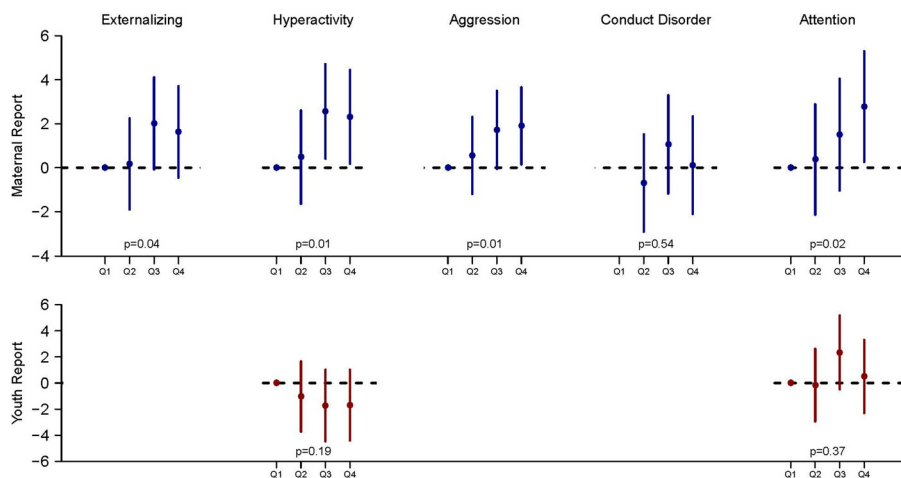 Externalizing Hyperactivity Aggression Conduct Disorder Attention
Maternal Report
6
4
2
0
−2
−4
p=0.04 p=0.01 p=0.01 p=0.54 p=0.02
Q1 Q2 Q3 Q4 Q1 Q2 Q3 Q4 Q1 Q2 Q3 Q4 Q1 Q2 Q3 Q4 Q1 Q2 Q3 Q4
Youth Report
6
4
2
0
−2
−4
−6
p=0.19 p=0.37
Q1 Q2 Q3 Q4 Q1 Q2 Q3 Q4